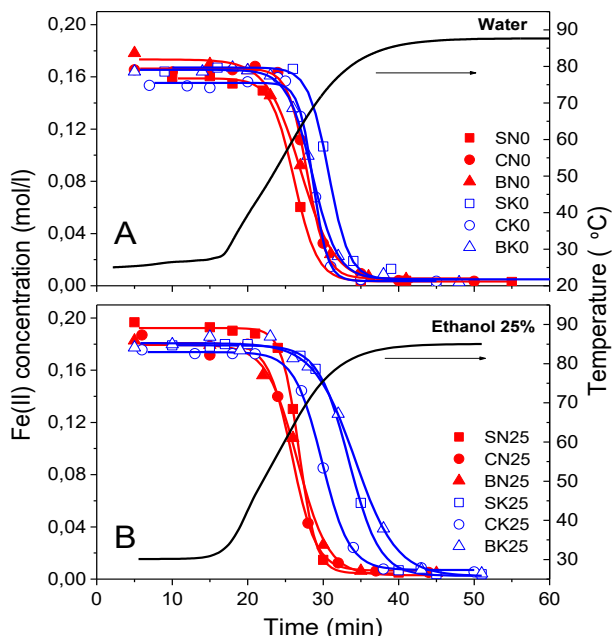 Fe(II) concentration (mol/l)
Temperature ( °C)
0,20
0,16
0,12
0,08
0,04
0,00
90
80
70
60
50
40
30
20
Water
SN0
CN0
BN0
SK0
CK0
BK0
A
0,20
0,16
0,12
0,08
0,04
0,00
90
80
70
60
50
40
30
Ethanol 25%
SN25
CN25
BN25
SK25
CK25
BK25
B
0 10 20 30 40 50 60
Time (min)